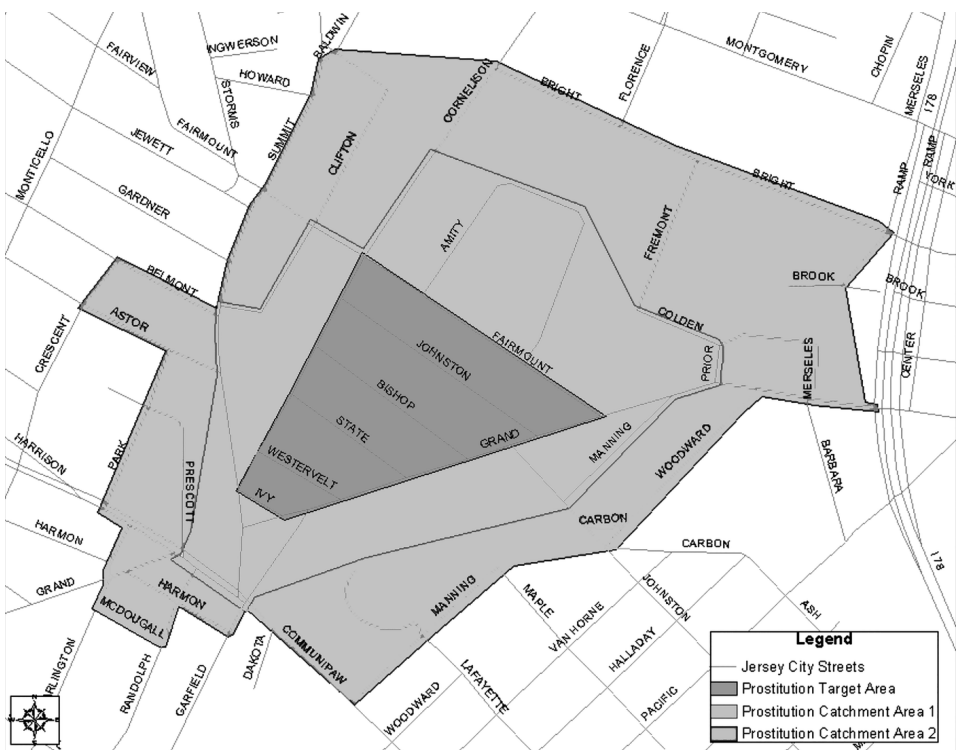 BALDWIN
INGWERSON
FAIRVIEW
HOWARD
STORMS
MONTGOMERY
CHOPIN
MERSELES
178
FLORENCE
CORNELISON
BRIGHT
FAIRMOUNT
SUMMIT
JEWETT
CLIFTON
MONTICELLO
RAMP
RAMP
YORK
BRIGHT
GARDNER
AMITY
FREMONT
BELMONT
BROOK
BROOK
ASTOR
COLDEN
CRESCENT
JOHNSTON
FAIRMOUNT
PRIOR
MERSELES
CENTER
BISHOP
STATE
GRAND
MANNING
WOODWARD
HARRISON
PARK
WESTERVELT
BARBARA
PRESCOTT
IVY
CARBON
HARMON
CARBON
178
GRAND
HARMON
MANNING
MAPLE
JOHNSTON
ASH
MCDOUGALL
VAN HORNE
HALLADAY
COMMUNIPAW
DAKOTA
RANDOLPH
GARFIELD
LAFAYETTE
WOODWARD
PACIFIC
RLINGTON
Legend
Jersey City Streets
Prostitution Target Area
Prostitution Catchment Area 1
Prostitution Catchment Area 2